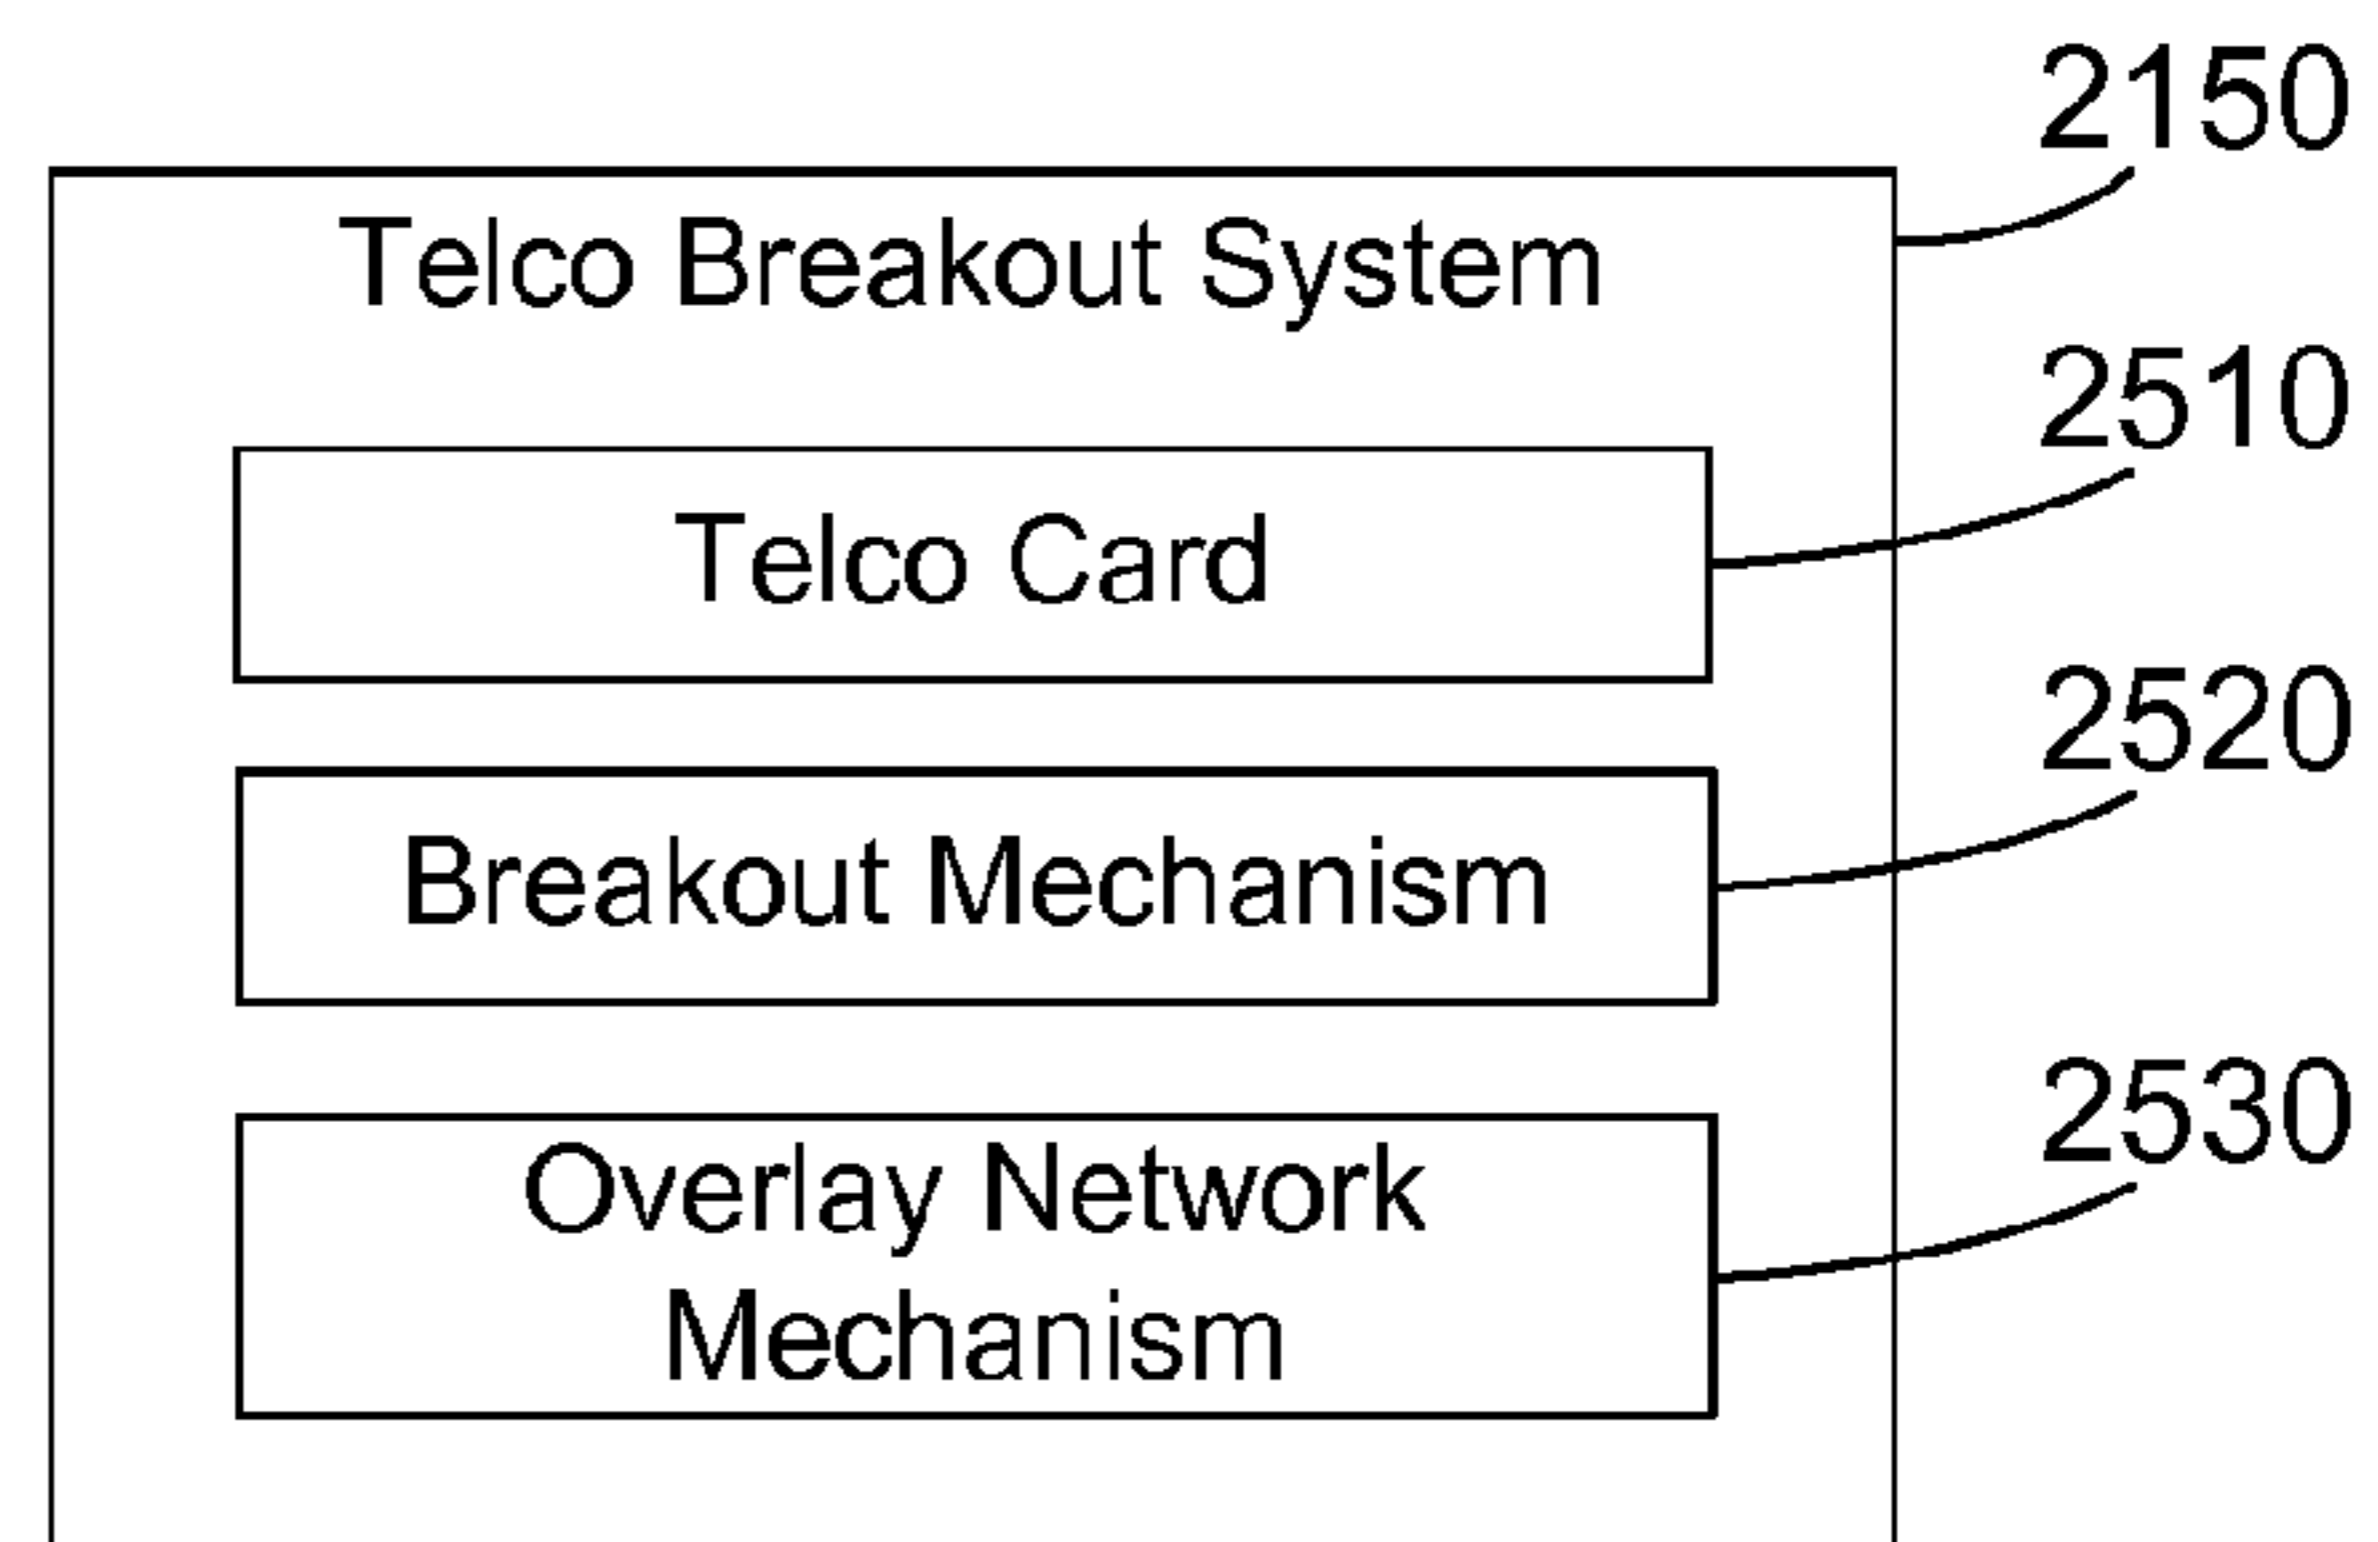 2150
Telco Breakout System
2510
Telco Card
2520
Breakout Mechanism
2530
Overlay Network
Mechanism